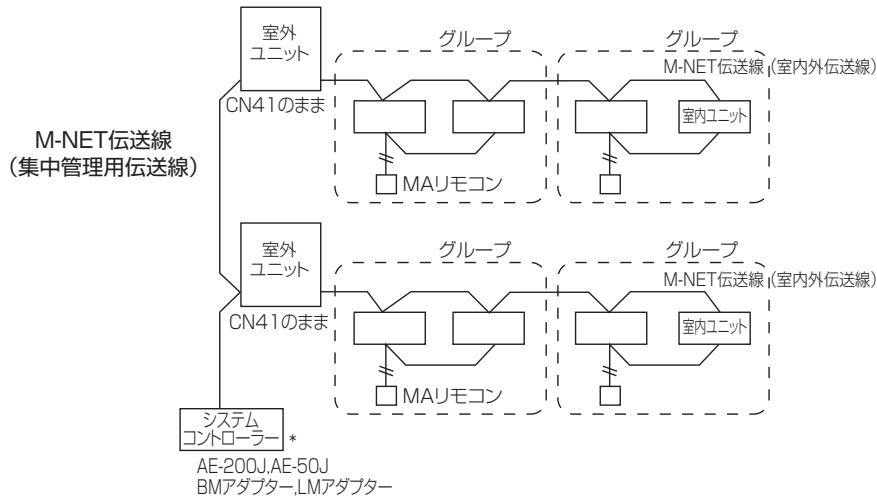 室外
ユニット
グループ
グループ
M-NET伝送線（室内外伝送線）
CN41のまま
室内ユニット
M-NET伝送線
（集中管理用伝送線）
MAリモコン
室外
ユニット
グループ
グループ
M-NET伝送線（室内外伝送線）
CN41のまま
室内ユニット
MAリモコン
システム
コントローラー *
AE-200J,AE-50J
BMアダプター,LMアダプター